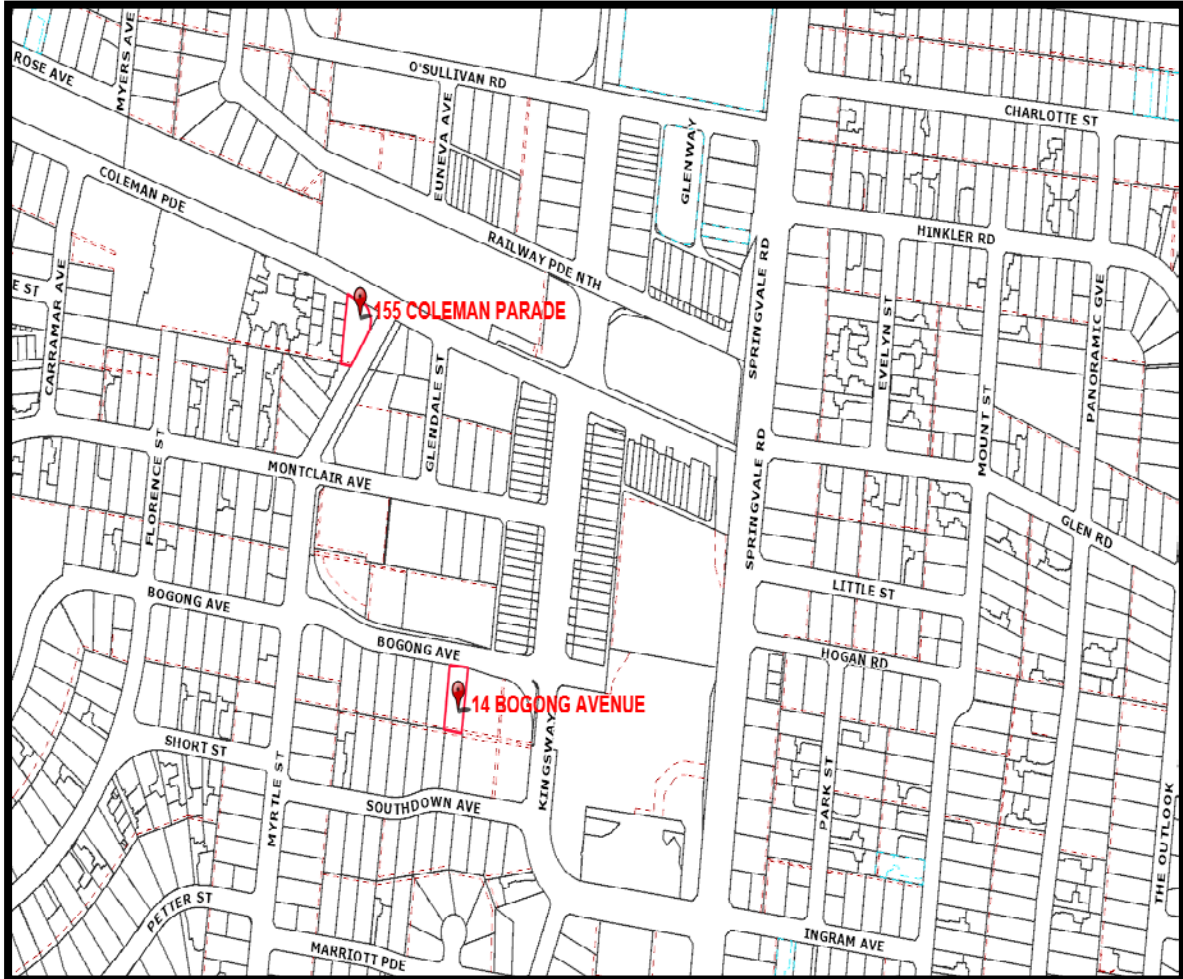 ROSE AVE
MYERS AVE
O'SULLIVAN RD
EUNEVA AVE
GLENWAY
CHARLOTTE ST
COLEMAN PDE
RAILWAY PDE NTH
HINKLER RD
E ST
CARRAMAR AVE
155 COLEMAN PARADE
SPRINGVALE RD
EVELYN ST
MOUNT ST
PANORAMIC GVE
GLENDALE ST
FLORENCE ST
MONTCLAIR AVE
SPRINGVALE RD
GLEN RD
BOGONG AVE
LITTLE ST
BOGONG AVE
HOGAN RD
14 BOGONG AVENUE
SHORT ST
MYRTLE ST
SOUTHDOWN AVE
KINGSWAY
PARK ST
THE OUTLOOK
PETTER ST
MARRIOTT PDE
INGRAM AVE